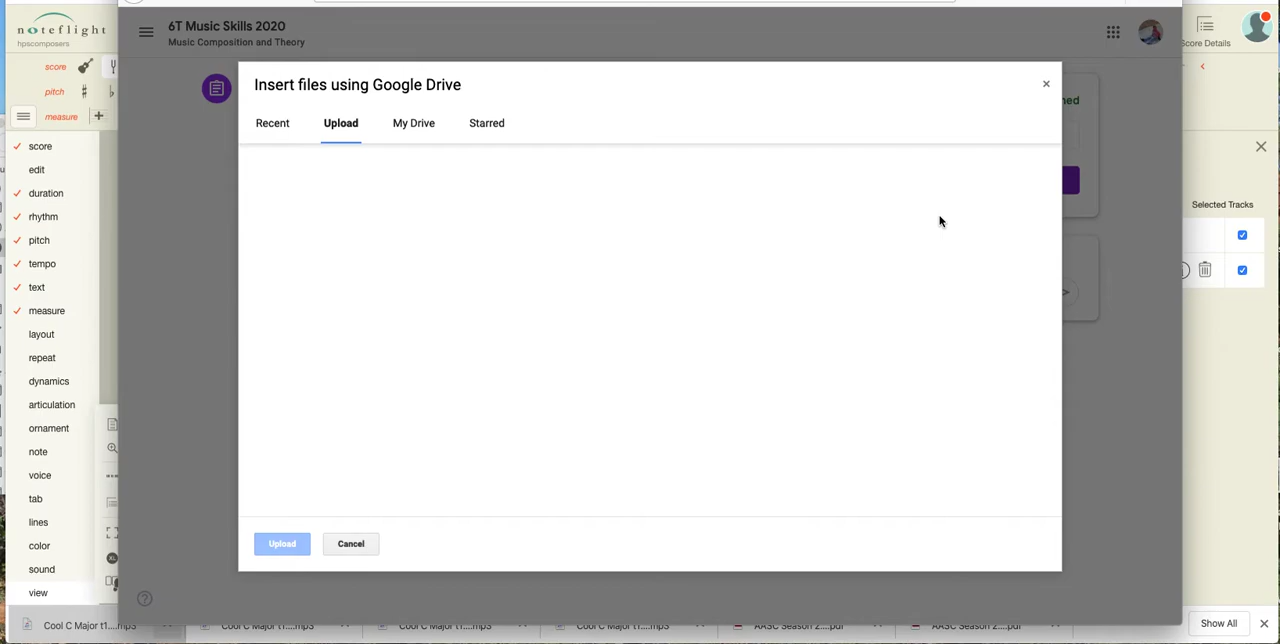 noteflight
hpscomposers
score
pitch
measure
score
edit
duration
rhythm
pitch
tempo
text
measure
layout
repeat
dynamics
articulation
ornament
note
voice
tab
lines
color
sound
view
6T Music Skills 2020
Music Composition and Theory
Insert files using Google Drive
Recent
Upload
My Drive
Starred
Upload
Cancel
Score Details
Selected Tracks
Cool C Major t1....mp3
Cool C Major t1....mp3
Cool C Major t1....mp3
Cool C Major t1....mp3
AASC Season 2....pdf
AASC Season 2....pdf
Show All